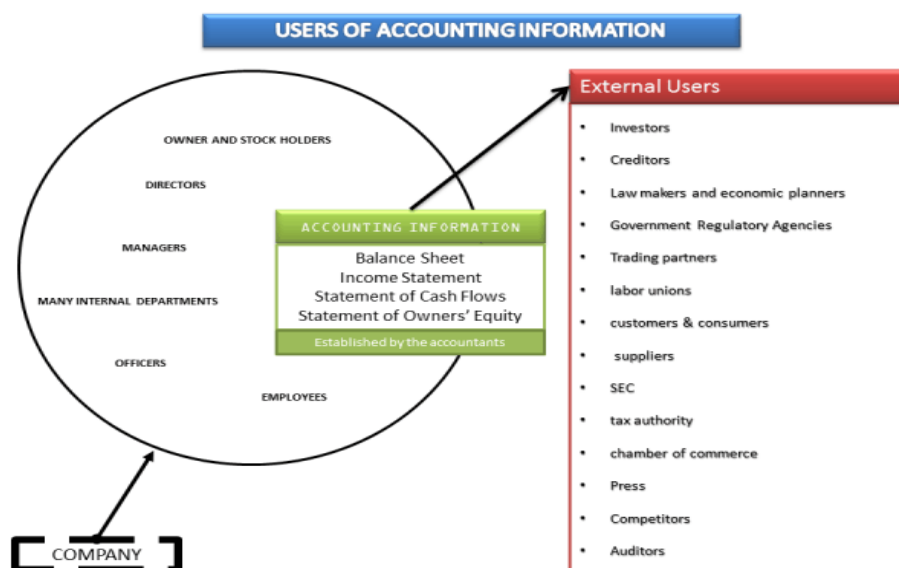 USERS OF ACCOUNTING INFORMATION
OWNER AND STOCK HOLDERS
DIRECTORS
MANAGERS
MANY INTERNAL DEPARTMENTS
OFFICERS
EMPLOYEES
ACCOUNTING INFORMATION
Balance Sheet
Income Statement
Statement of Cash Flows
Statement of Owners' Equity
Established by the accountants
COMPANY
External Users
• Investors
• Creditors
• Law makers and economic planners
• Government Regulatory Agencies
• Trading partners
• labor unions
• customers & consumers
• suppliers
• SEC
• tax authority
• chamber of commerce
• Press
• Competitors
• Auditors